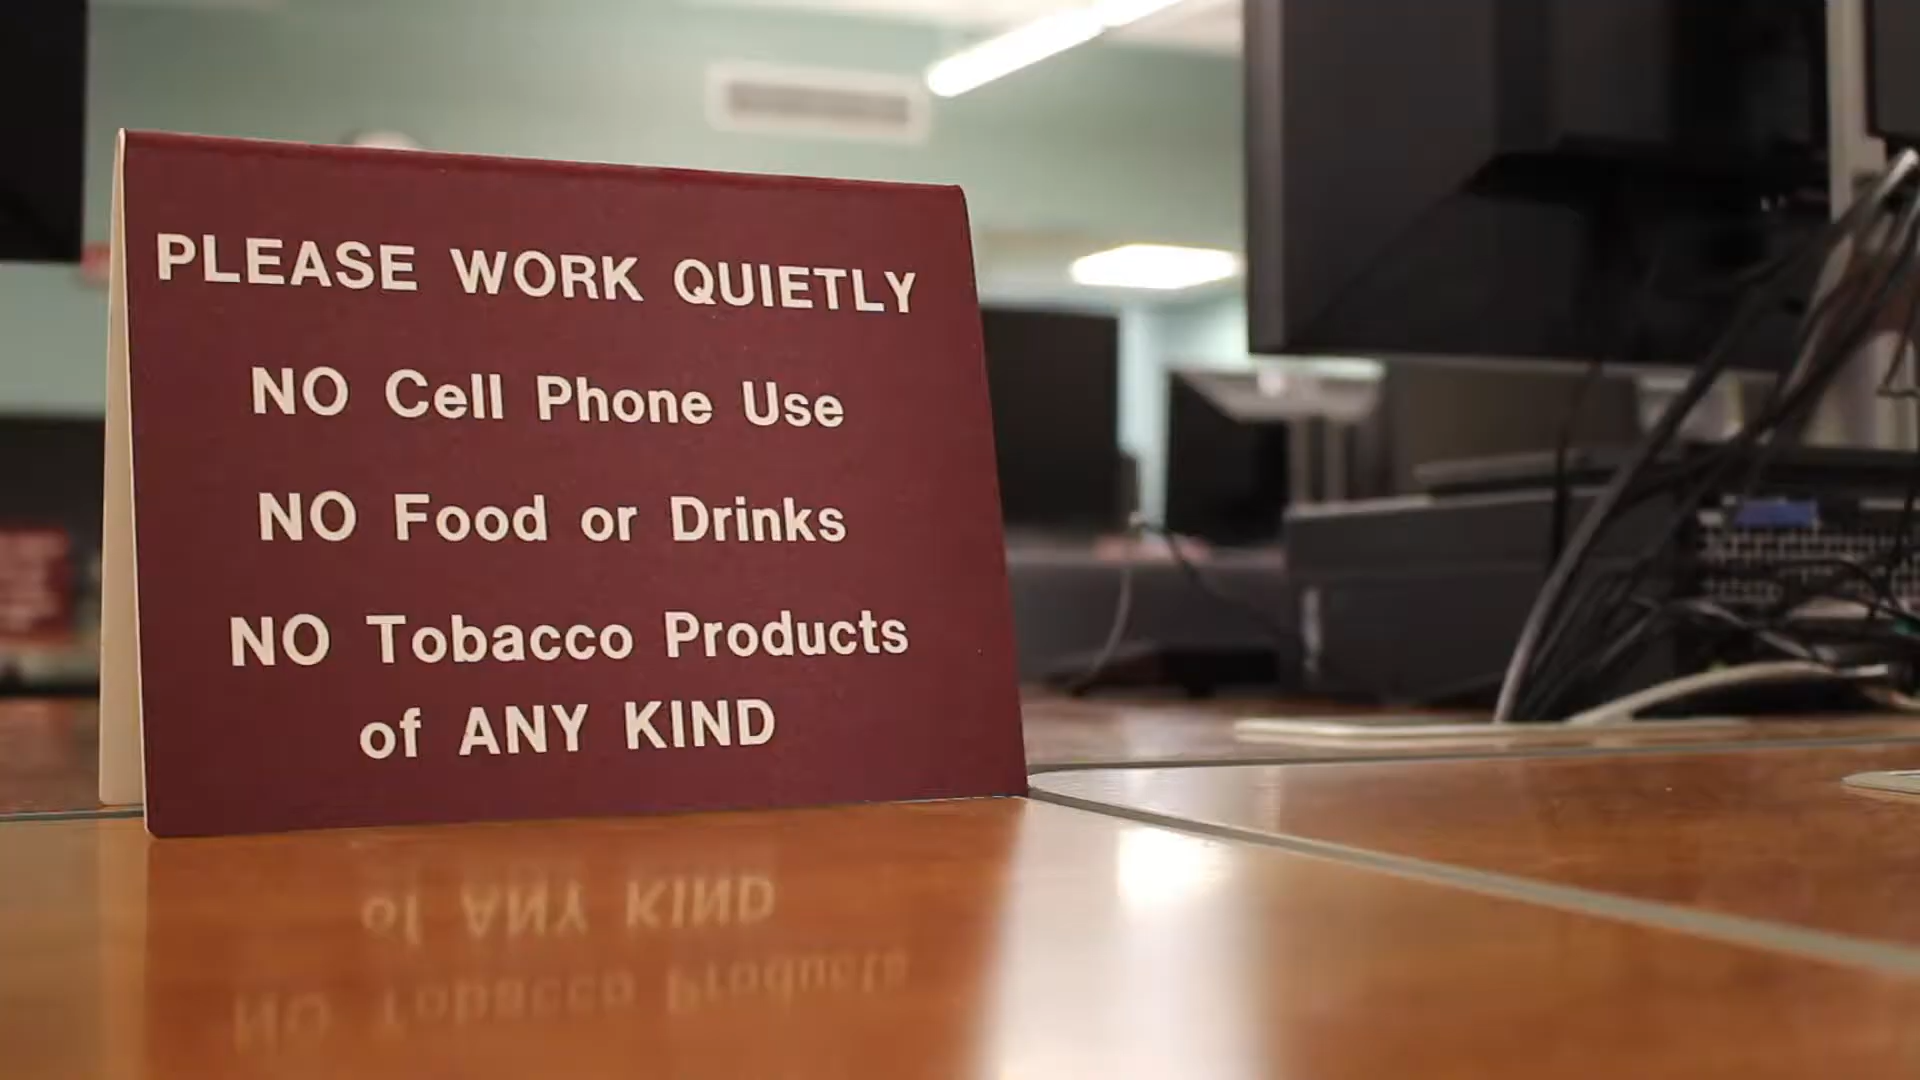 PLEASE WORK QUIETLY
NO Cell Phone Use
NO Food or Drinks
NO Tobacco Products
of ANY KIND